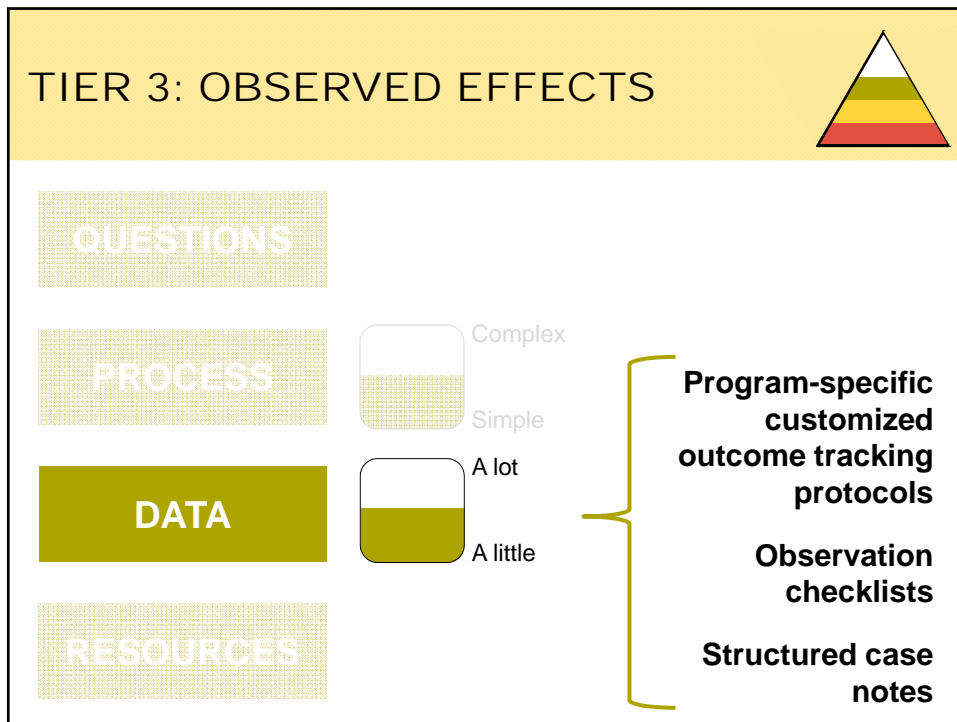 TIER 3: OBSERVED EFFECTS
QUESTIONS
PROCESS
Complex
Simple
DATA
A lot
A little
RESOURCES
Program-specific
customized
outcome tracking
protocols
Observation
checklists
Structured case
notes